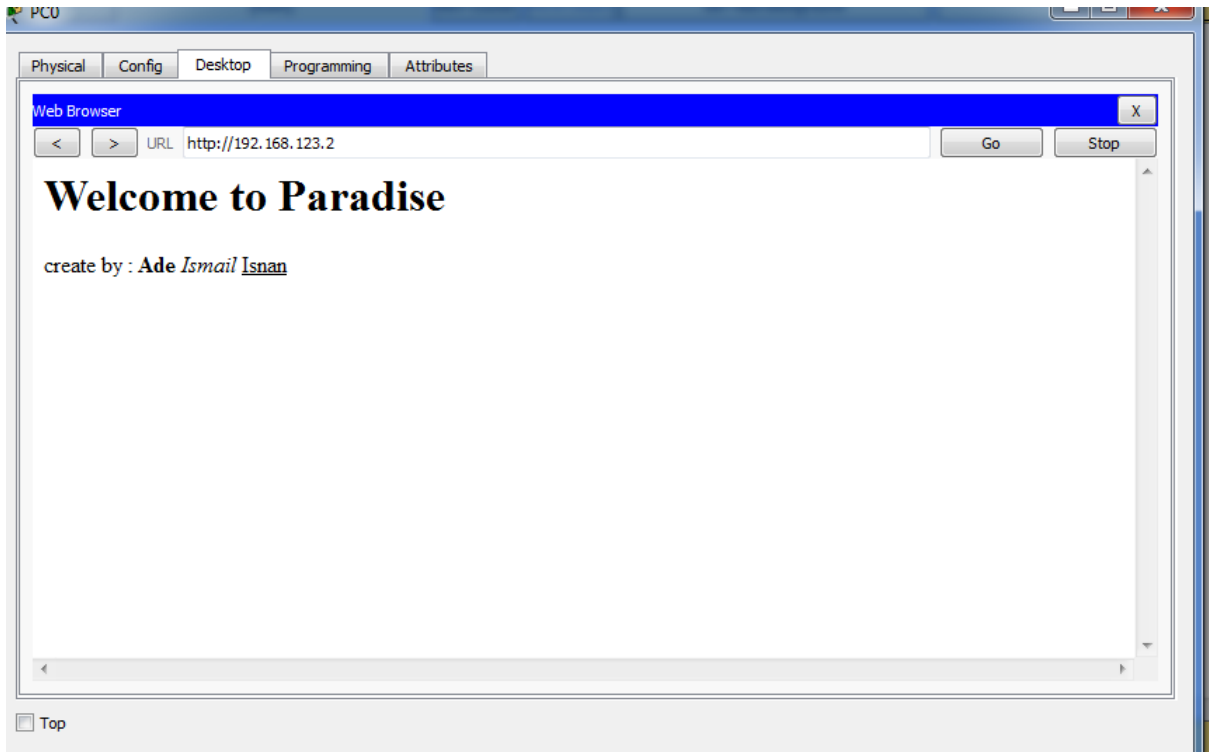 PC0
Physical Config Desktop Programming Attributes
Web Browser X
< > URL http://192.168.123.2 Go Stop
Welcome to Paradise
create by : Ade Ismail Isnan
Top